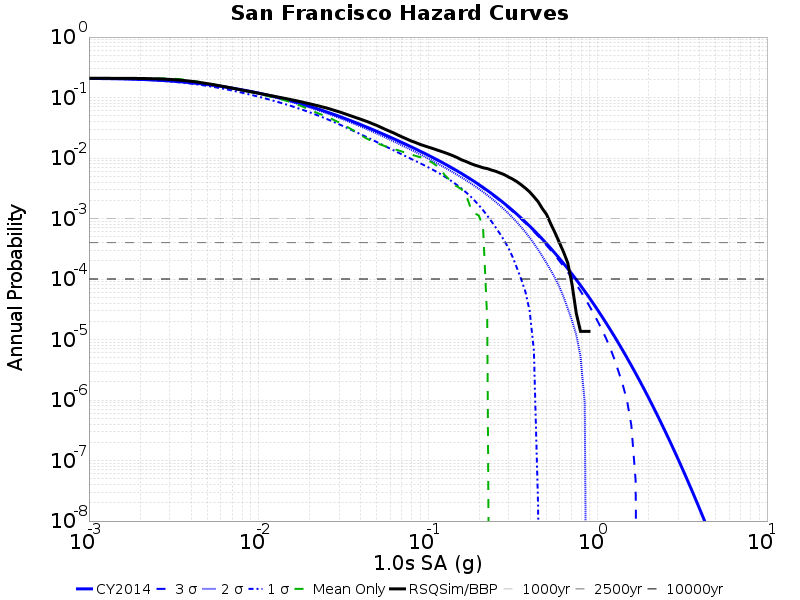 San Francisco Hazard Curves
10^0
10^-1
10^-2
10^-3
10^-4
10^-5
10^-6
10^-7
10^-8
Annual Probability
10^-3 10^-2 10^-1 10^0 10^1
1.0s SA (g)
CY2014 3 σ 2 σ 1 σ Mean Only RSQSim/BBP 1000yr 2500yr 10000yr